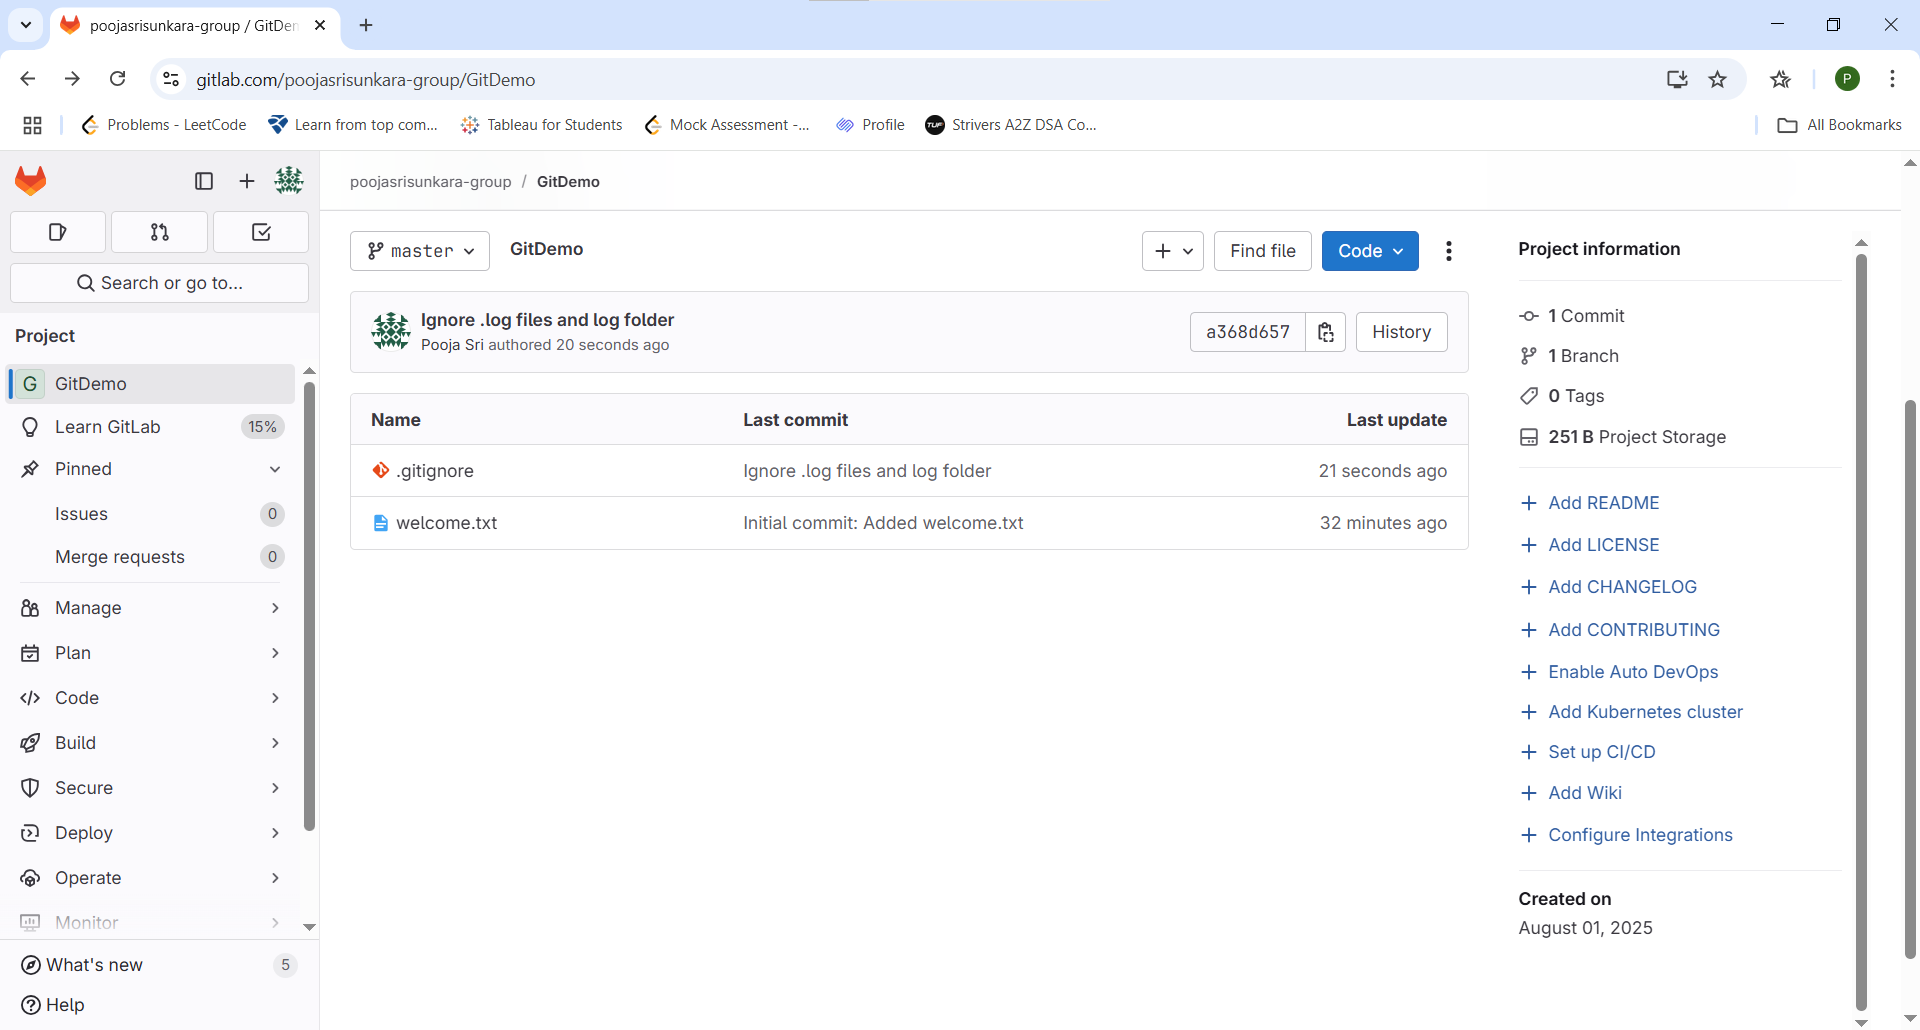 poojasrisunkara-group / GitDem
gitlab.com/poojasrisunkara-group/GitDemo
P
Problems - LeetCode
Learn from top com...
Tableau for Students
Mock Assessment -...
Profile
TUF
Strivers A2Z DSA Co...
All Bookmarks
Search or go to...
Project
G GitDemo
Learn GitLab 15%
Pinned
Issues 0
Merge requests 0
Manage
Plan
Code
Build
Secure
Deploy
Operate
Monitor
What's new 5
Help
poojasrisunkara-group / GitDemo
master
GitDemo
Find file
Code
Ignore .log files and log folder
Pooja Sri authored 20 seconds ago
a368d657
History
Name Last commit Last update
.gitignore Ignore .log files and log folder 21 seconds ago
welcome.txt Initial commit: Added welcome.txt 32 minutes ago
Project information
1 Commit
1 Branch
0 Tags
251 B Project Storage
Add README
Add LICENSE
Add CHANGELOG
Add CONTRIBUTING
Enable Auto DevOps
Add Kubernetes cluster
Set up CI/CD
Add Wiki
Configure Integrations
Created on
August 01, 2025